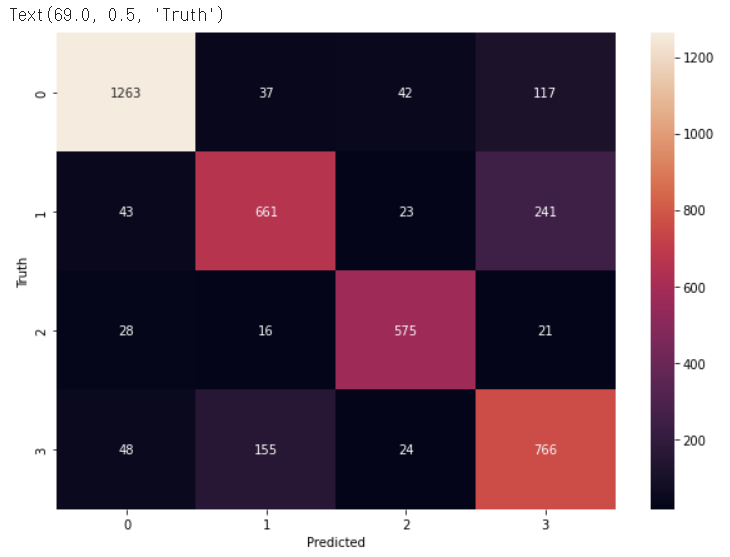 Text(69.0, 0.5, 'Truth')
0 1263 37 42 117
1 43 661 23 241
2 28 16 575 21
3 48 155 24 766
0 1 2 3
Predicted
Truth
1200
1000
800
600
400
200